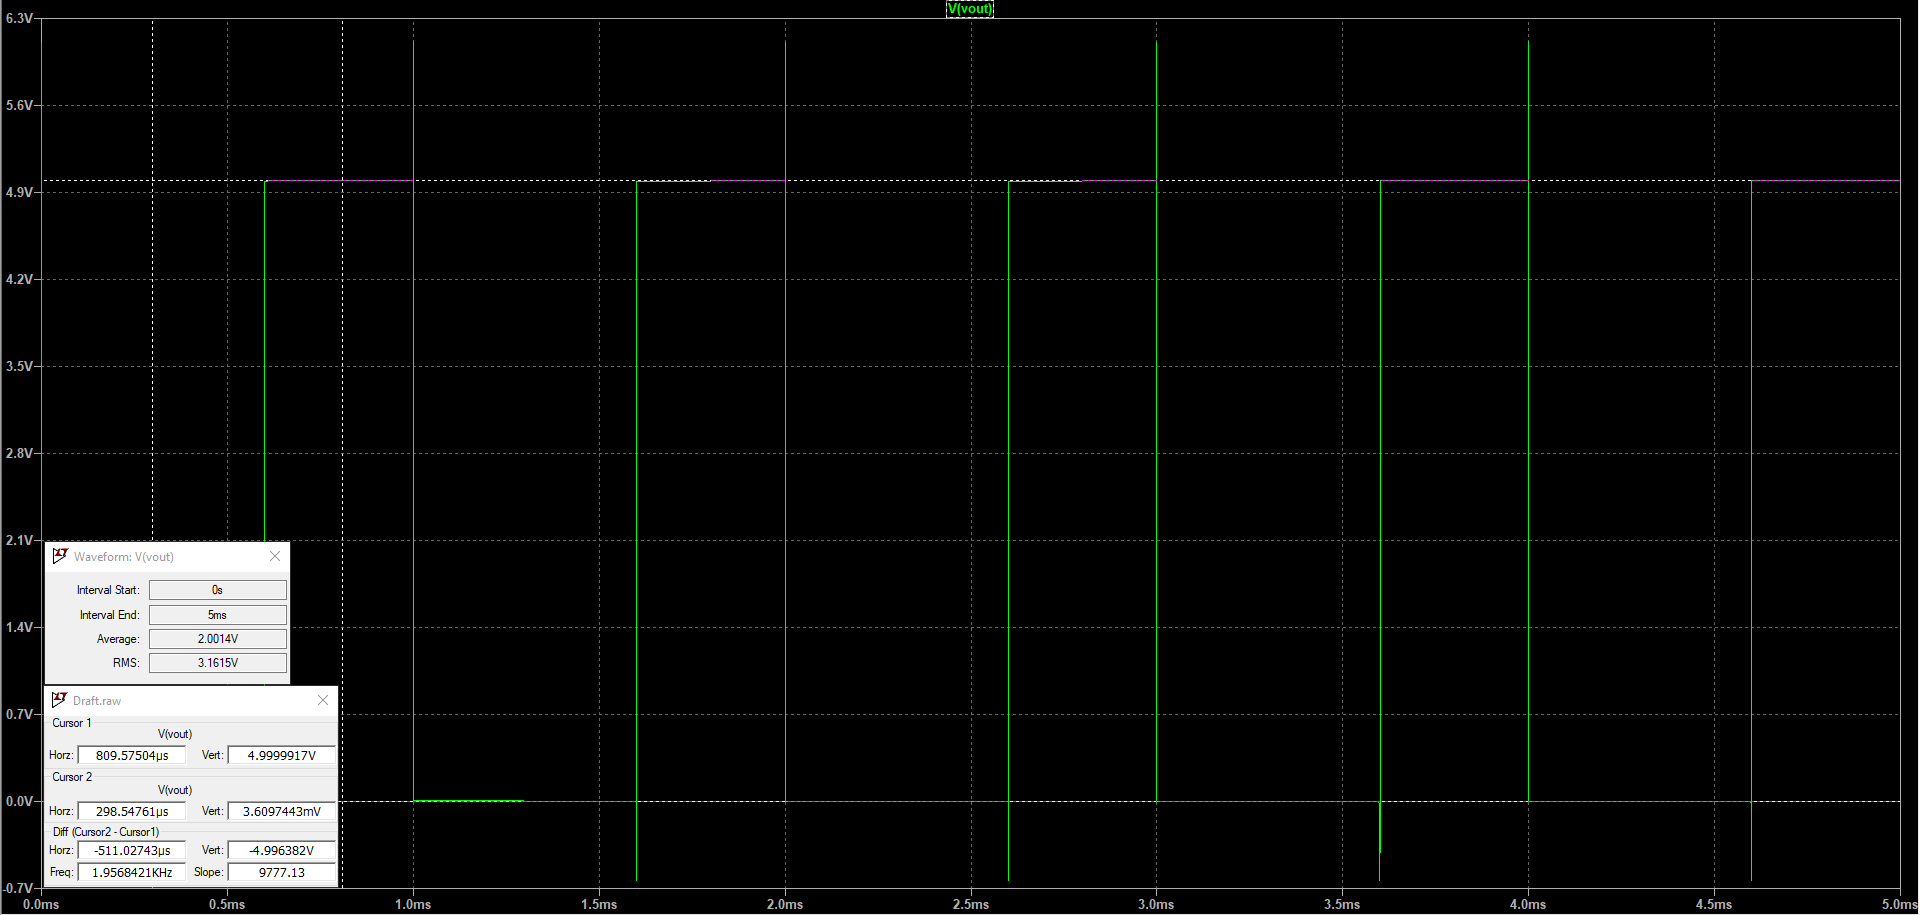 V(vout)
6.3V
5.6V
4.9V
4.2V
3.5V
2.8V
2.1V
1.4V
0.7V
0.0V
-0.7V
Waveform: V(vout)
Interval Start: 0s
Interval End: 5ms
Average: 2.0014V
RMS: 3.1615V
Draft.raw
Cursor 1
V(vout)
Horz: 809.57504µs Vert: 4.9999917V
Cursor 2
V(vout)
Horz: 298.54761µs Vert: 3.6097443mV
Diff (Cursor2 - Cursor1)
Horz: -511.02743µs Vert: -4.996382V
Freq: 1.9568421KHz Slope: 9777.13
0.0ms 0.5ms 1.0ms 1.5ms 2.0ms 2.5ms 3.0ms 3.5ms 4.0ms 4.5ms 5.0ms